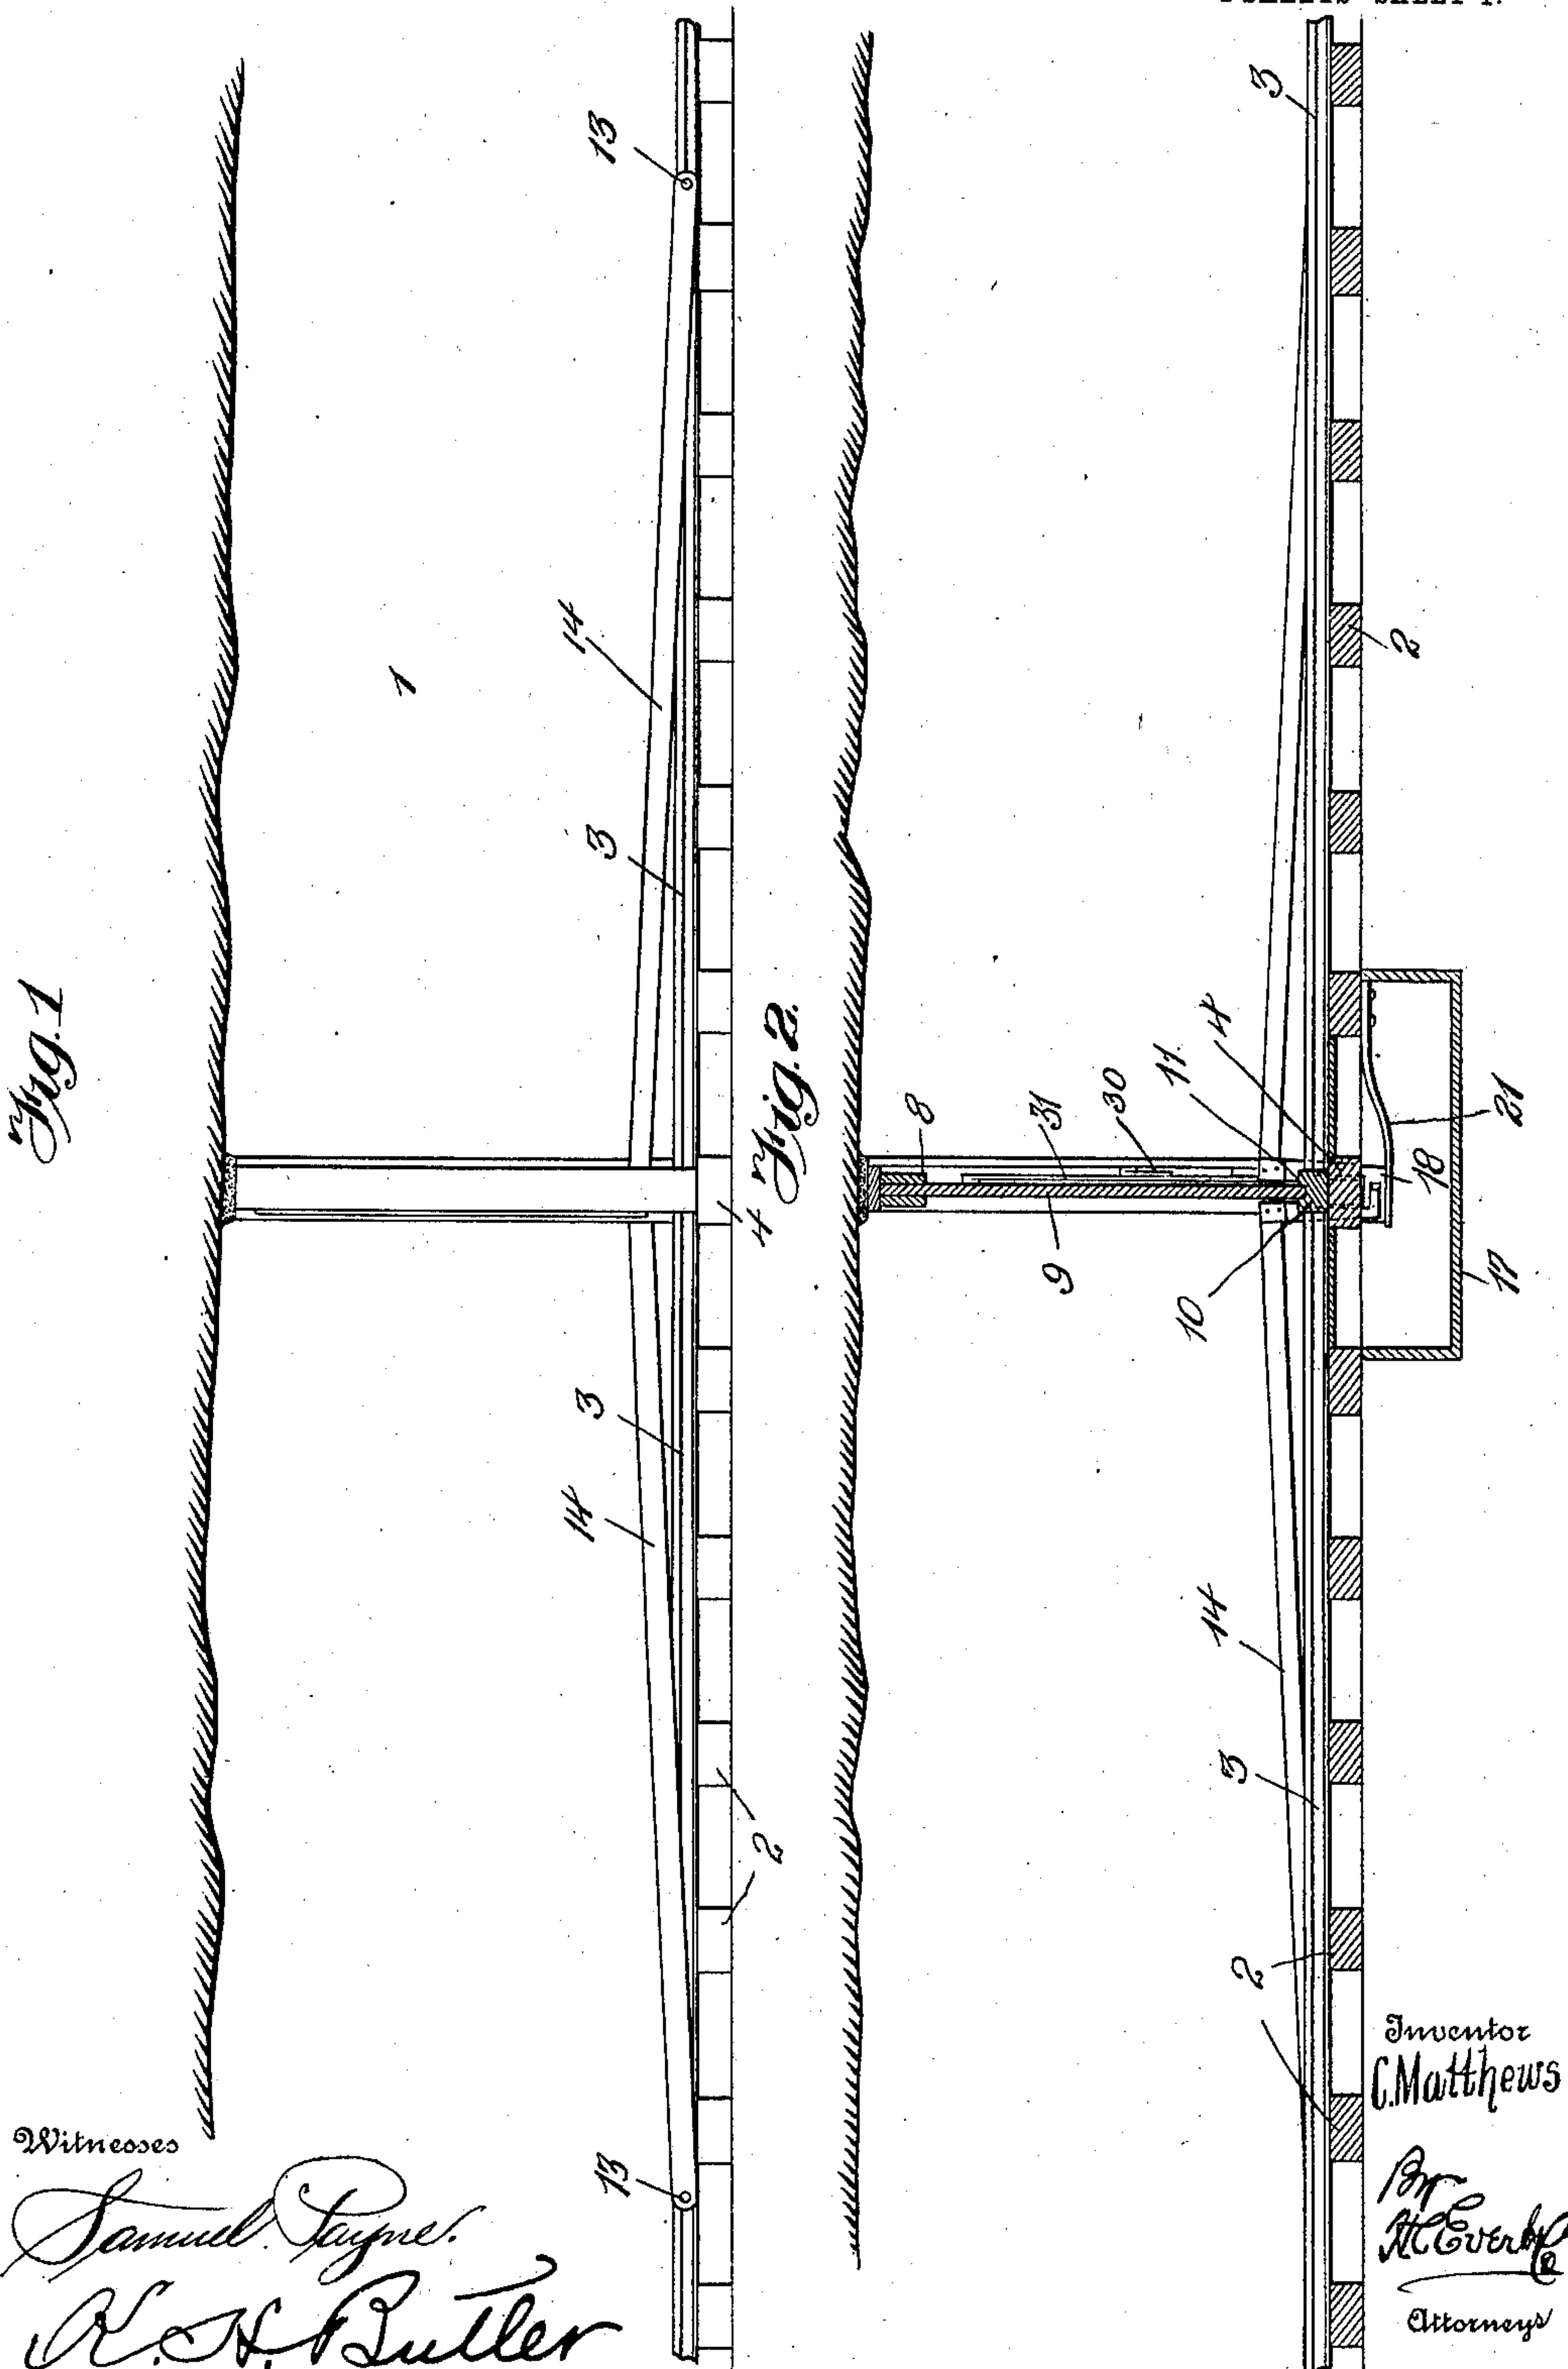 Fig. 1
13
14
1
3
4
3
14
2
13
Fig. 2.
3
2
8
31
30
11
4
9
10
18
21
17
14
3
2
Witnesses
Samuel Payne.
K. H. Butler
Inventor
C. Matthews
By
Attorneys